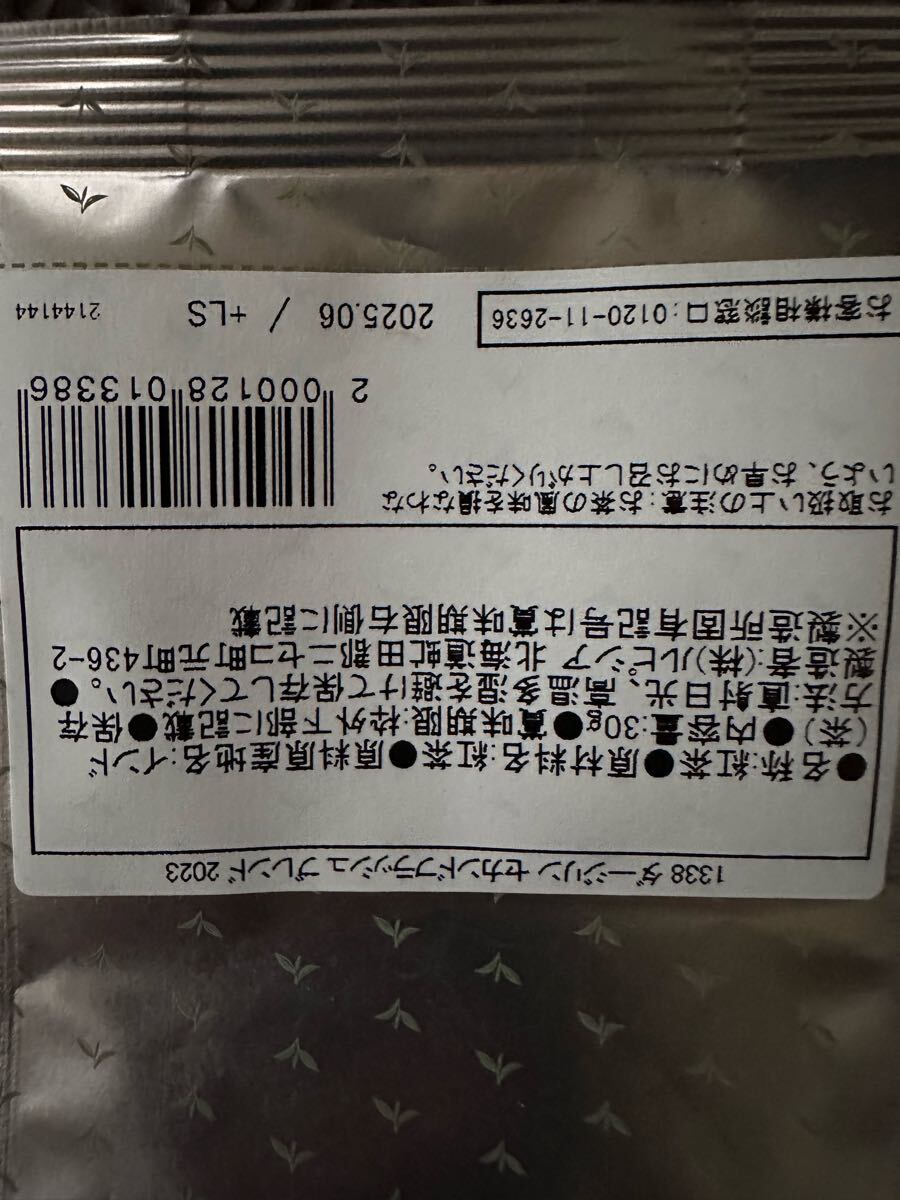 1338 ダージリン セカンドフラッシュ ブレンド 2023
●名称:紅茶●原材料名:紅茶●原料原産地名:インド
(茶)●内容量:30g●賞味期限:枠外下部に記載●保存
方法:直射日光、高温多湿を避けて保存してください。●
製造者:(株)ルピシア 北海道虻田郡ニセコ町元町436-2
※製造所固有記号は賞味期限右側に記載
お取扱い上の注意:お茶の風味を損なわな
いよう、お早めにお召し上がりください。
2 000128 013386
お客様相談窓口:0120-11-2636
2025.06 / +LS
2144144